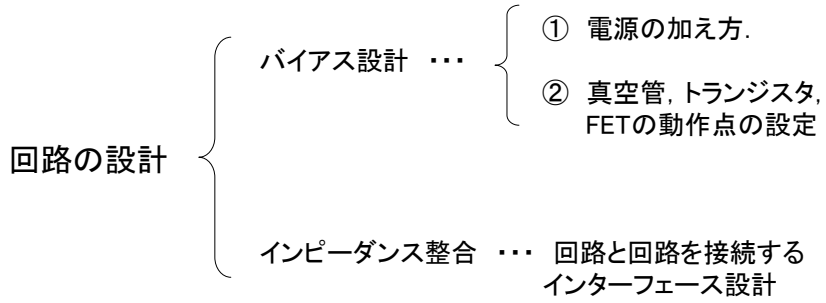 ① 電源の加え方.
バイアス設計 ・・・
② 真空管, トランジスタ,
FETの動作点の設定
回路の設計
インピーダンス整合 ・・・ 回路と回路を接続する
インターフェース設計